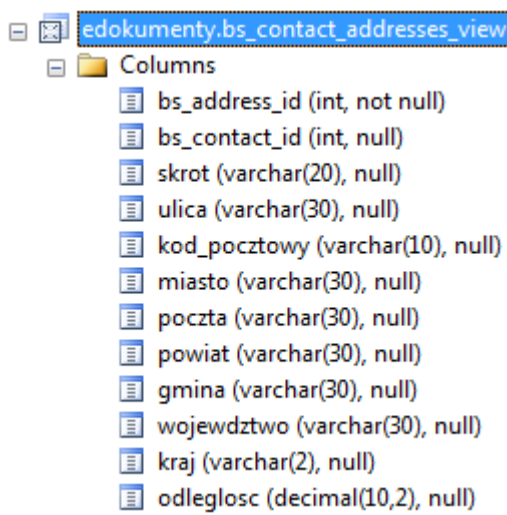 edokumenty.bs_contact_addresses_view
Columns
bs_address_id (int, not null)
bs_contact_id (int, null)
skrot (varchar(20), null)
ulica (varchar(30), null)
kod_pocztowy (varchar(10), null)
miasto (varchar(30), null)
poczta (varchar(30), null)
powiat (varchar(30), null)
gmina (varchar(30), null)
wojewdztwo (varchar(30), null)
kraj (varchar(2), null)
odleglosc (decimal(10,2), null)